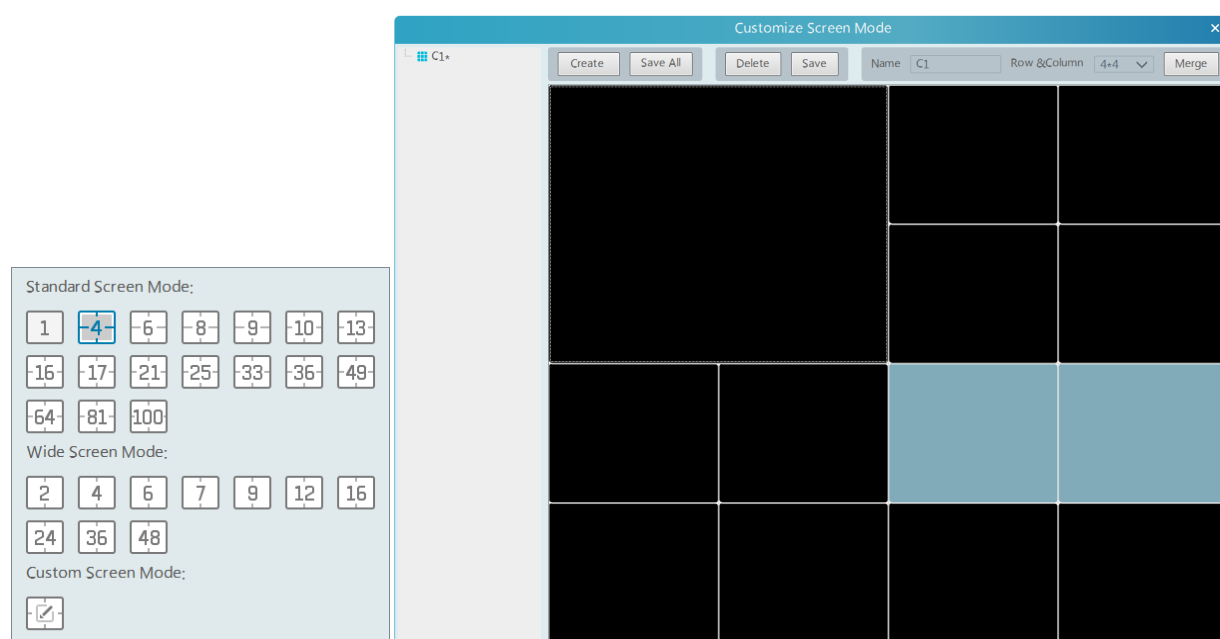 Customize Screen Mode ×
C1*
Create Save All Delete Save Name C1 Row &Column 4*4 Merge
Standard Screen Mode:
1 4 6 8 9 10 13
16 17 21 25 33 36 49
64 81 100
Wide Screen Mode:
2 4 6 7 9 12 16
24 36 48
Custom Screen Mode: